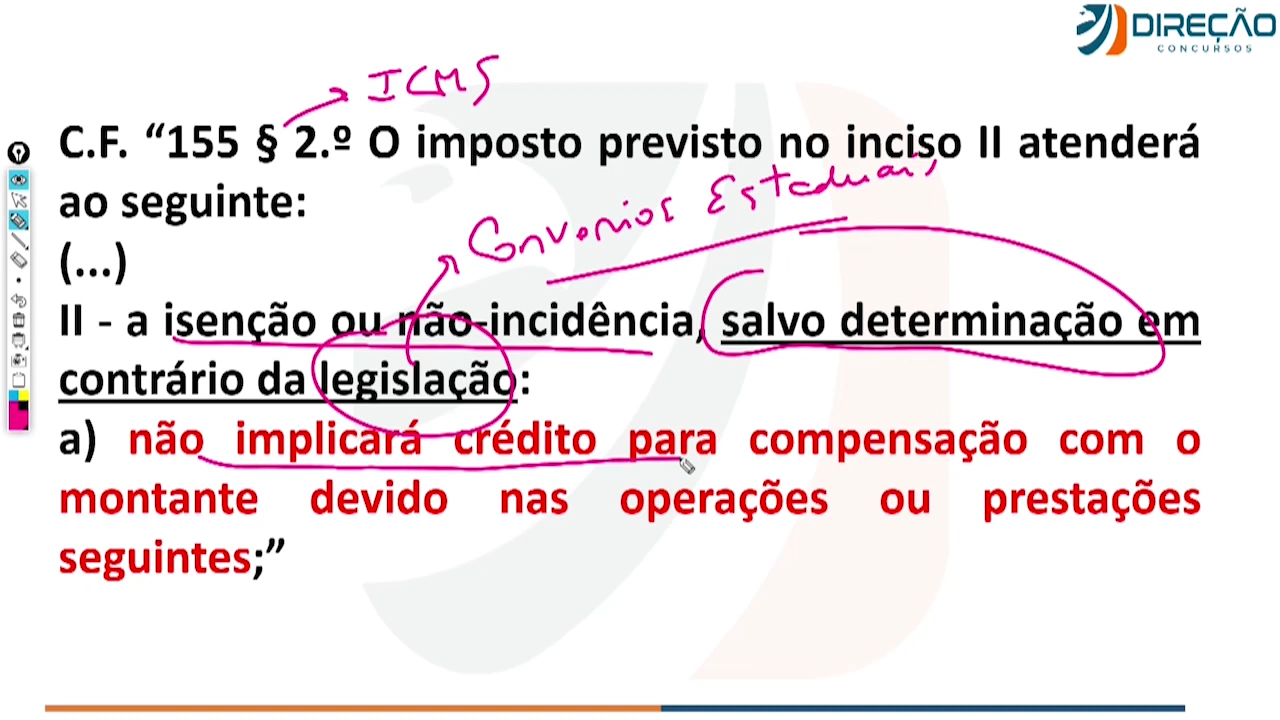 DIREÇÃO
CONCURSOS
ICMS
C.F. “155 § 2.º O imposto previsto no inciso II atenderá
ao seguinte:
Convenios Estaduais
(...)
II - a isenção ou não-incidência, salvo determinação em
contrário da legislação:
a) não implicará crédito para compensação com o
montante devido nas operações ou prestações
seguintes;”